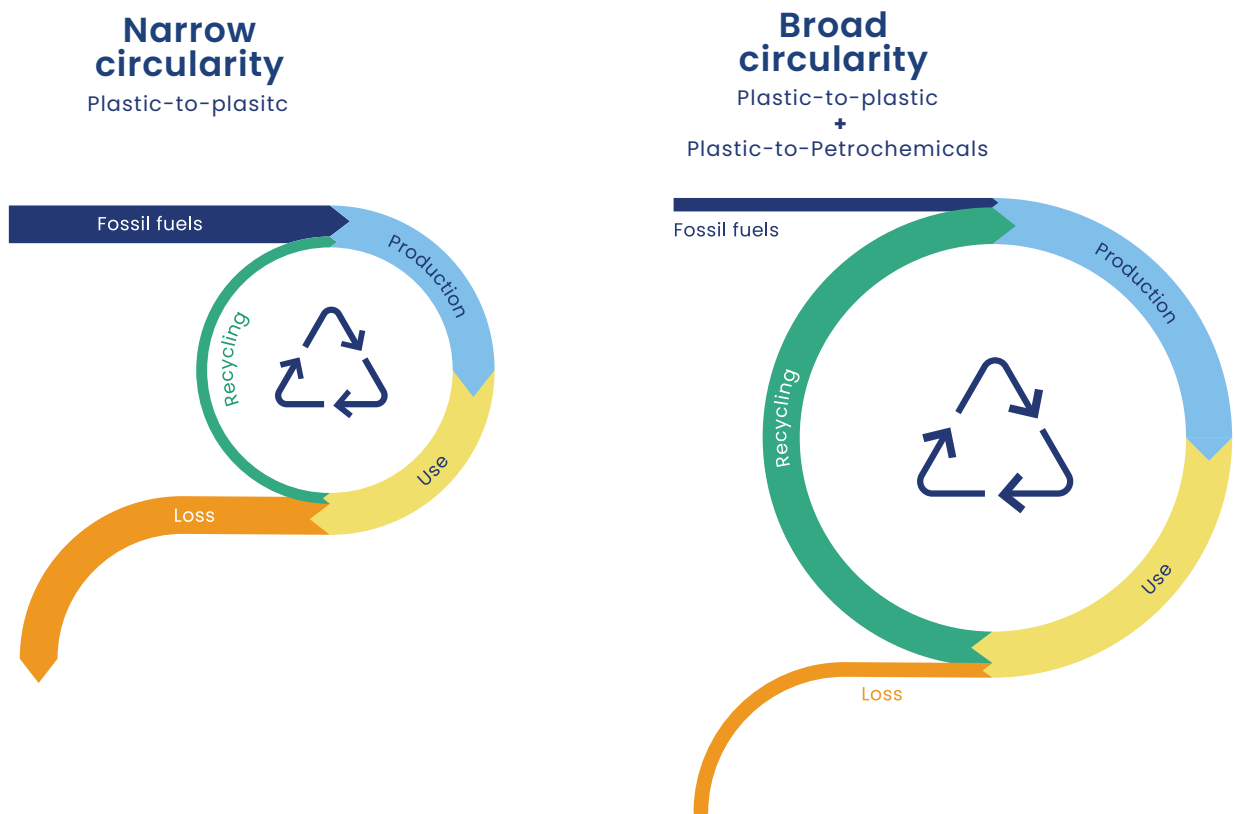 Narrow
circularity
Plastic-to-plasitc
Fossil fuels
Production
Recycling
Use
Loss
Broad
circularity
Plastic-to-plastic
+
Plastic-to-Petrochemicals
Fossil fuels
Production
Recycling
Use
Loss